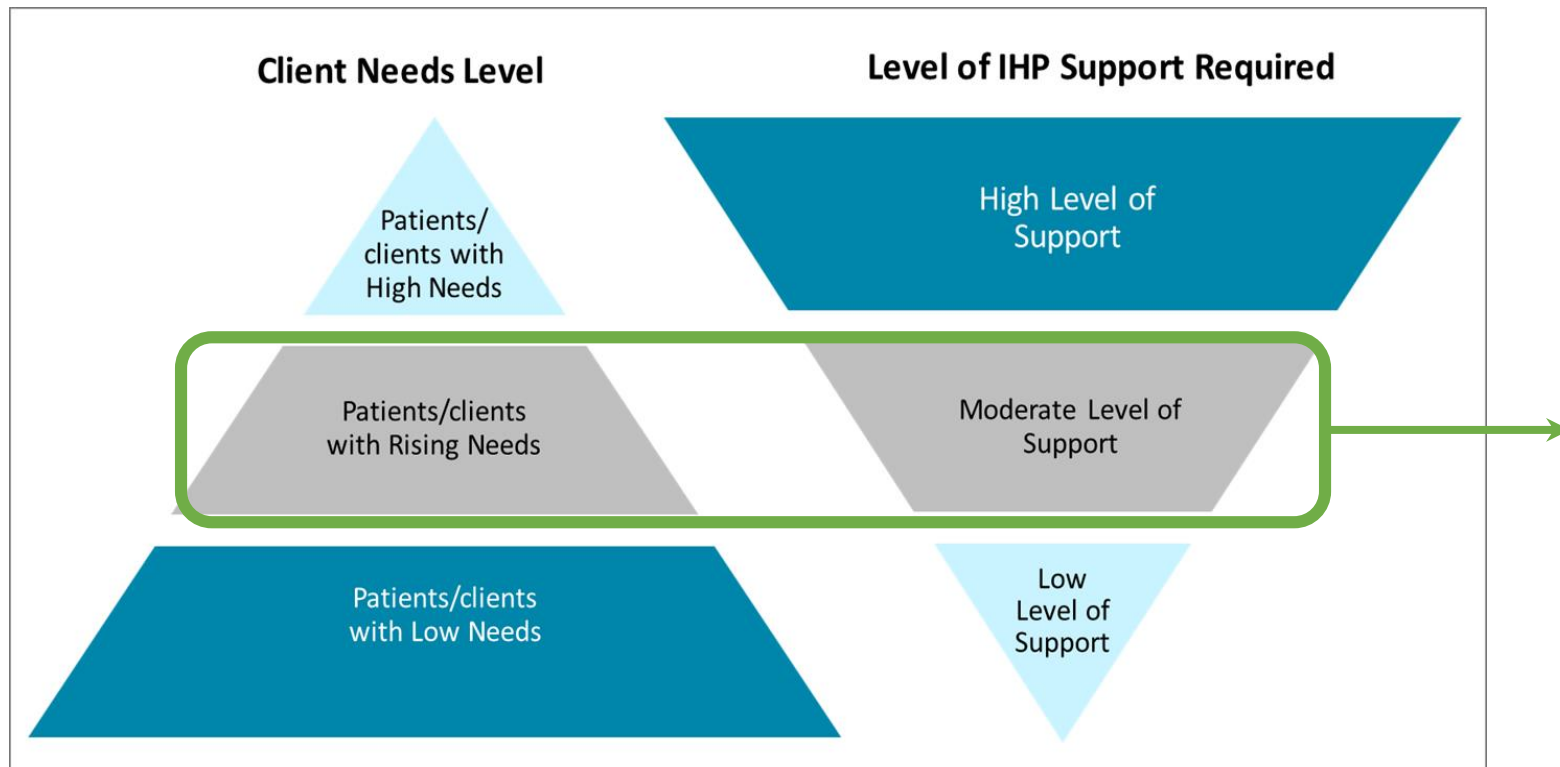 Client Needs Level
Level of IHP Support Required
Patients/
clients with
High Needs
High Level of
Support
Patients/clients
with Rising Needs
Moderate Level of
Support
Patients/clients
with Low Needs
Low
Level of
Support